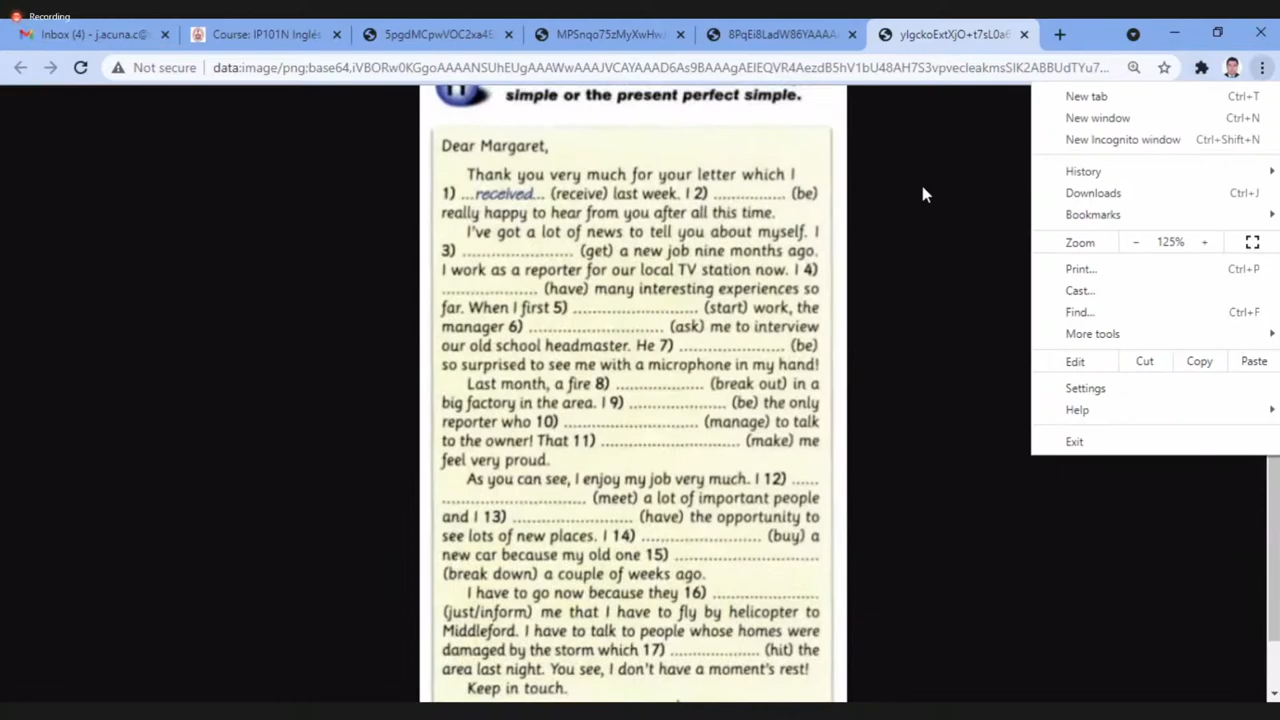 Recording
Inbox (4) - j.acuna.c@
Course: IP101N Inglés
5pgdMCpwVOC2xa4E
MPSnqo75zMyXwHw
8PqEi8LadW86YAAAA
ylgckoExtXjO+t7sL0a6
Not secure
data:image/png;base64,iVBORw0KGgoAAAANSUhEUgAAAWwAAAJVCAYAAAD6As9BAAAgAEIEQVR4AezdB5hV1bU48AH7S3vpvecleakmsSIK2ABBUdTYu7...
11
simple or the present perfect simple.
Dear Margaret,
Thank you very much for your letter which I
1) ...received... (receive) last week. I 2) ............... (be)
really happy to hear from you after all this time.
I've got a lot of news to tell you about myself. I
3) ........................ (get) a new job nine months ago.
I work as a reporter for our local TV station now. I 4)
..................... (have) many interesting experiences so
far. When I first 5) ........................... (start) work, the
manager 6) ............................. (ask) me to interview
our old school headmaster. He 7) ....................... (be)
so surprised to see me with a microphone in my hand!
Last month, a fire 8) ................... (break out) in a
big factory in the area. I 9) ..................... (be) the only
reporter who 10) ............................. (manage) to talk
to the owner! That 11) .............................. (make) me
feel very proud.
As you can see, I enjoy my job very much. I 12) ......
............................... (meet) a lot of important people
and I 13) .......................... (have) the opportunity to
see lots of new places. I 14) .......................... (buy) a
new car because my old one 15) ...............................
(break down) a couple of weeks ago.
I have to go now because they 16) .......................
(just/inform) me that I have to fly by helicopter to
Middleford. I have to talk to people whose homes were
damaged by the storm which 17) ................... (hit) the
area last night. You see, I don't have a moment's rest!
Keep in touch.
New tab Ctrl+T
New window Ctrl+N
New Incognito window Ctrl+Shift+N
History
Downloads Ctrl+J
Bookmarks
Zoom - 125% +
Print... Ctrl+P
Cast...
Find... Ctrl+F
More tools
Edit Cut Copy Paste
Settings
Help
Exit